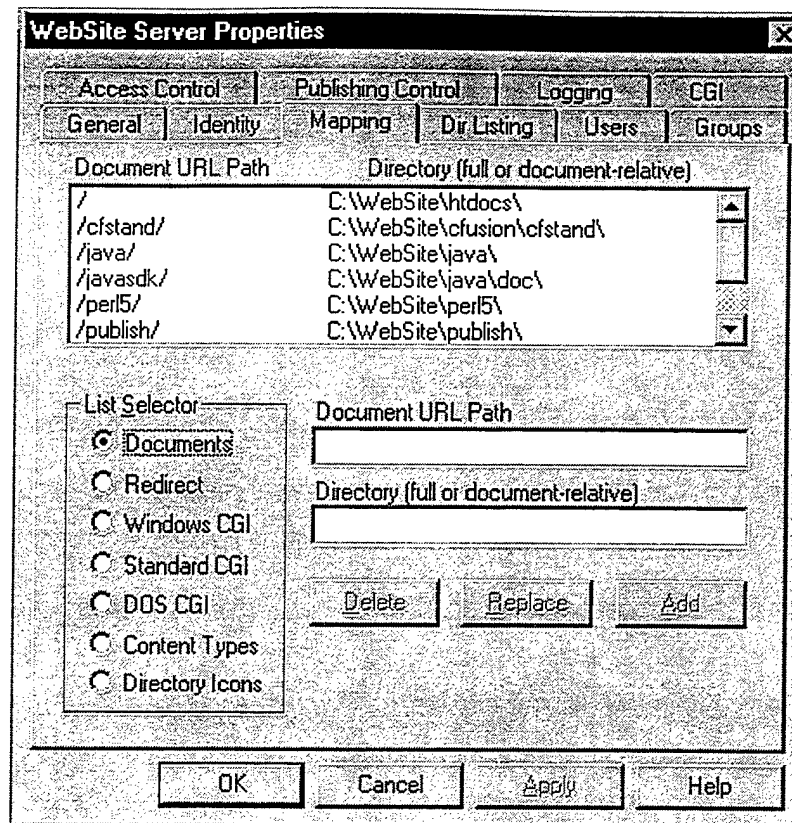 WebSite Server Properties
Access Control Publishing Control Logging CGI
General Identity Mapping Dir Listing Users Groups
Document URL Path Directory (full or document-relative)
/ C:\WebSite\htdocs\
/cfstand/ C:\WebSite\cfusion\cfstand\
/java/ C:\WebSite\java\
/javasdk/ C:\WebSite\java\doc\
/perl5/ C:\WebSite\perl5\
/publish/ C:\WebSite\publish\
List Selector
Documents
Redirect
Windows CGI
Standard CGI
DOS CGI
Content Types
Directory Icons
Document URL Path
Directory (full or document-relative)
Delete Replace Add
OK Cancel Apply Help